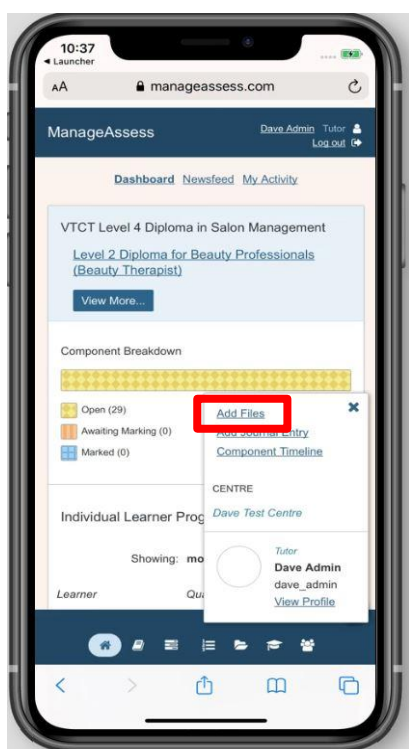 10:37
Launcher
AA
manageassess.com
ManageAssess
Dave Admin Tutor
Log out
Dashboard Newsfeed My Activity
VTCT Level 4 Diploma in Salon Management
Level 2 Diploma for Beauty Professionals
(Beauty Therapist)
View More...
Component Breakdown
Open (29)
Awaiting Marking (0)
Marked (0)
Add Files
Add Journal Entry
Component Timeline
CENTRE
Dave Test Centre
Tutor
Dave Admin
dave_admin
View Profile
Individual Learner Prog
Showing: mo
Learner
Qu